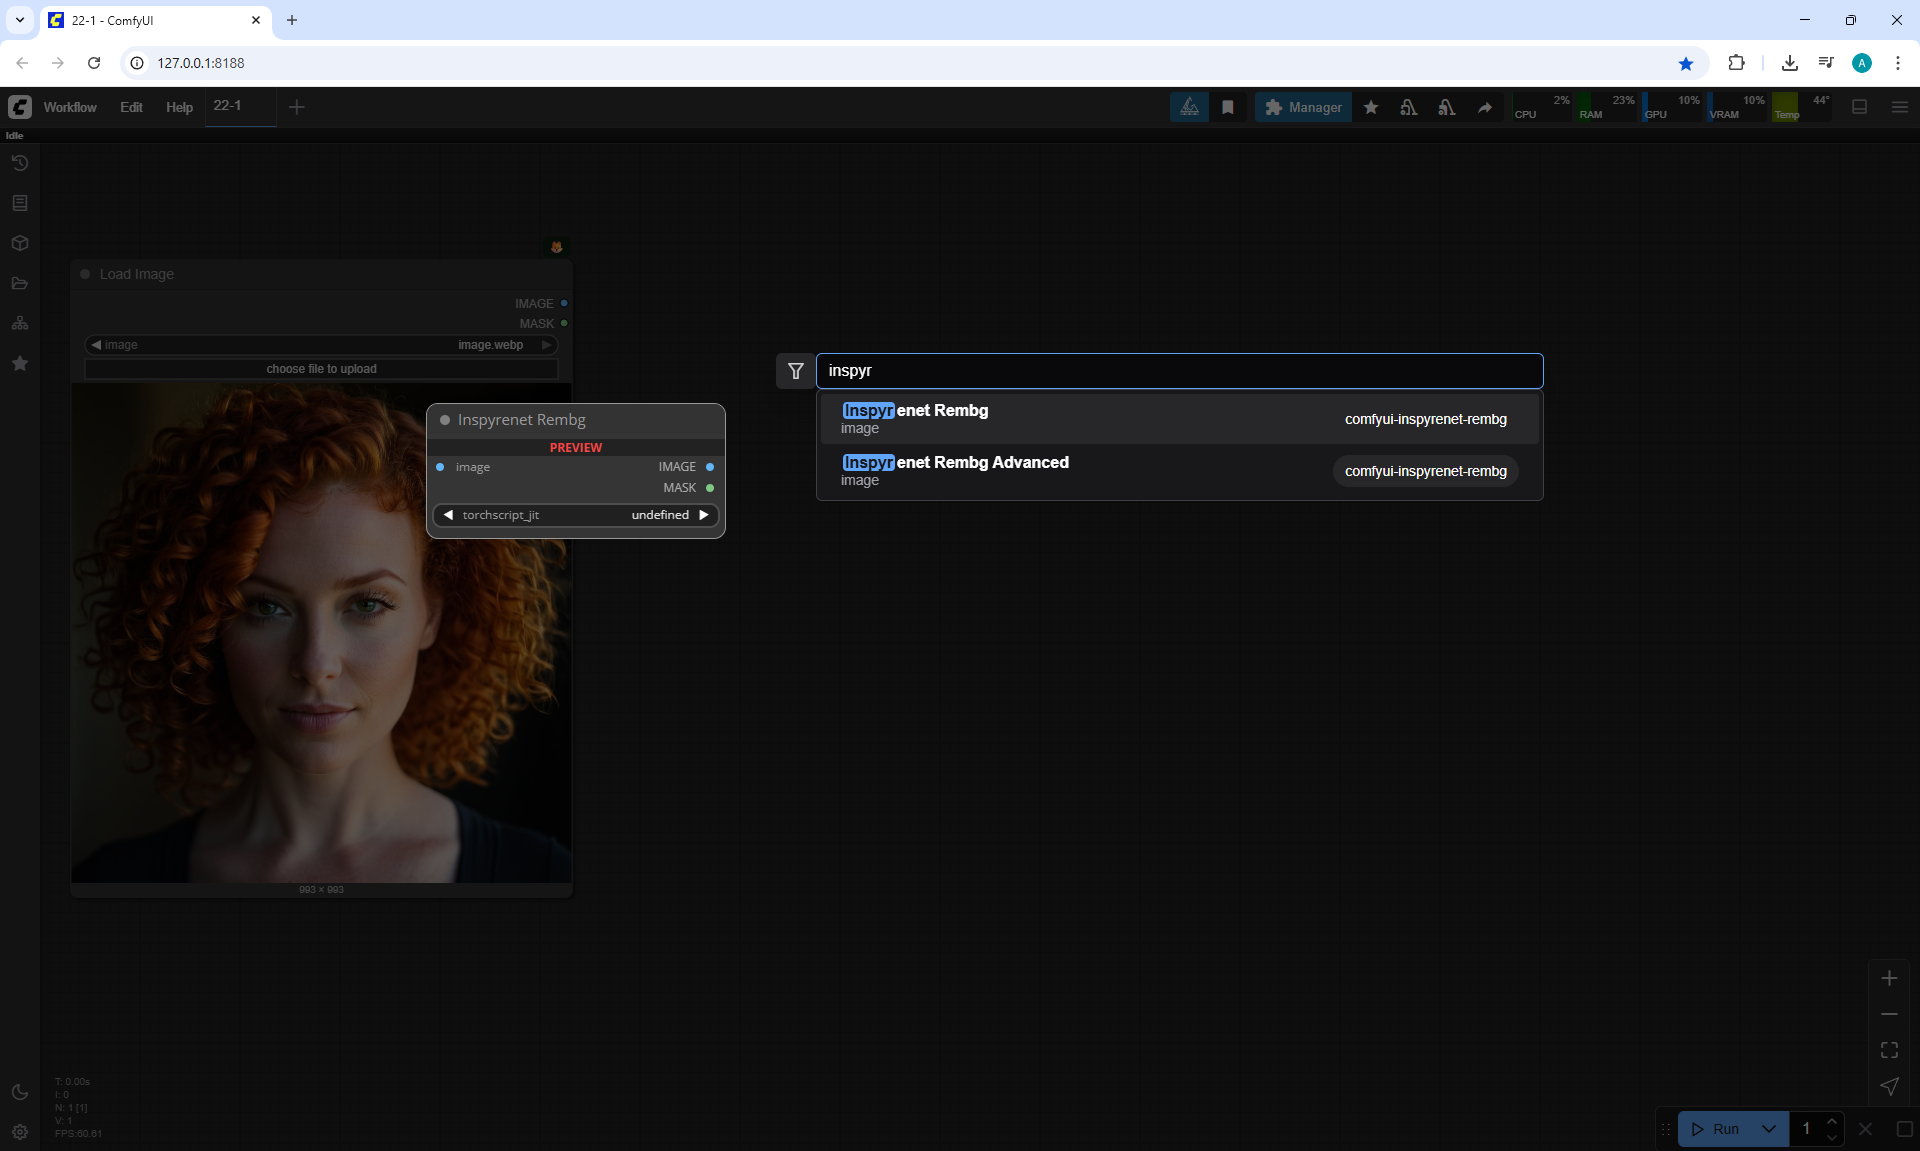 22-1 - ComfyUI
127.0.0.1:8188
Workflow Edit Help 22-1
Manager
2% CPU 23% RAM 10% GPU 10% VRAM 44° Temp
Idle
Load Image
IMAGE
MASK
image image.webp
choose file to upload
inspyr
Inspyrenet Rembg
image
comfyui-inspyrenet-rembg
Inspyrenet Rembg Advanced
image
comfyui-inspyrenet-rembg
Inspyrenet Rembg
PREVIEW
image IMAGE
MASK
torchscript_jit undefined
993 × 993
T: 0.00s
I: 0
N: 1 [1]
V: 1
FPS:60.61
Run 1
A